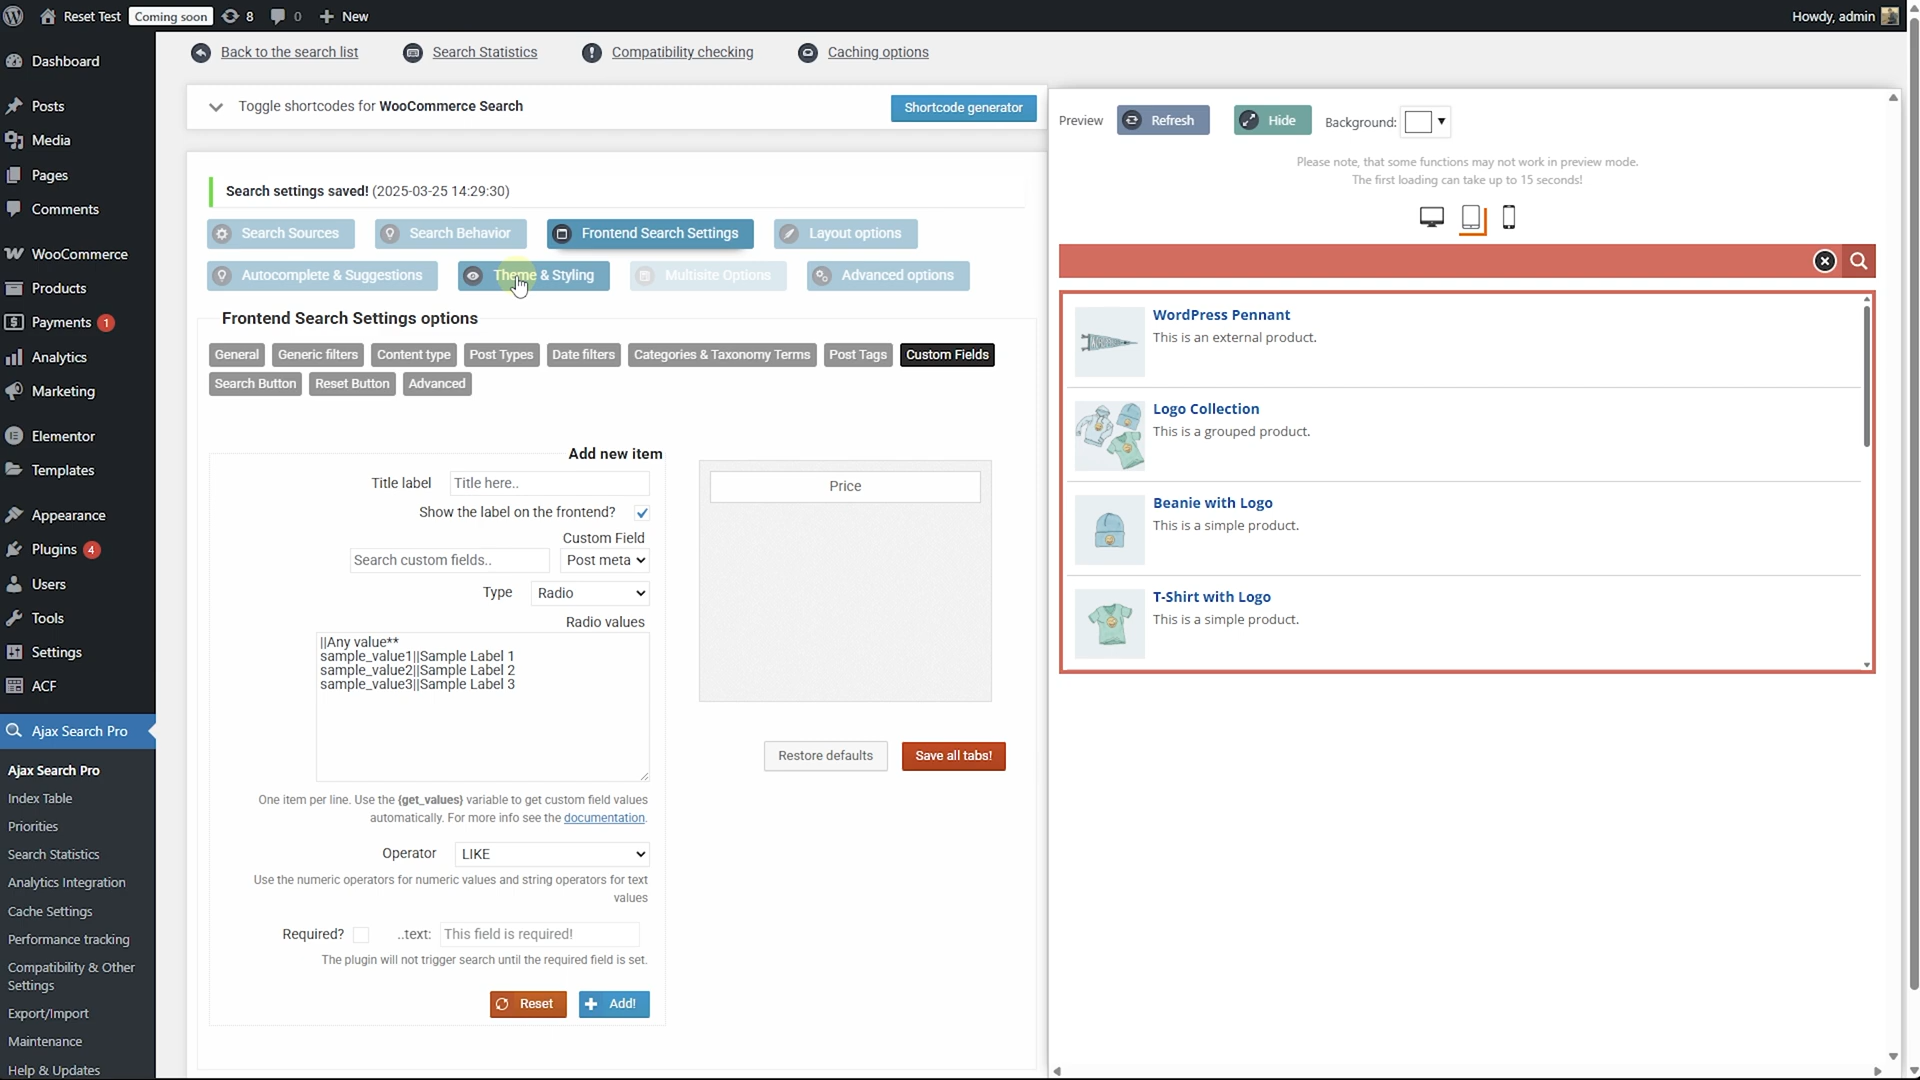 Reset Test
Coming soon
8
0
New
Howdy, admin
Dashboard
Posts
Media
Pages
Comments
WooCommerce
Products
Payments 1
Analytics
Marketing
Elementor
Templates
Appearance
Plugins 4
Users
Tools
Settings
ACF
Ajax Search Pro
Ajax Search Pro
Index Table
Priorities
Search Statistics
Analytics Integration
Cache Settings
Performance tracking
Compatibility & Other
Settings
Export/Import
Maintenance
Help & Updates
Back to the search list
Search Statistics
Compatibility checking
Caching options
Toggle shortcodes for WooCommerce Search
Shortcode generator
Search settings saved! (2025-03-25 14:29:30)
Search Sources
Search Behavior
Frontend Search Settings
Layout options
Autocomplete & Suggestions
Theme & Styling
Multisite Options
Advanced options
Frontend Search Settings options
General
Generic filters
Content type
Post Types
Date filters
Categories & Taxonomy Terms
Post Tags
Custom Fields
Search Button
Reset Button
Advanced
Add new item
Title label
Title here..
Show the label on the frontend?
Custom Field
Search custom fields..
Post meta
Type
Radio
Radio values
||Any value**
sample_value1||Sample Label 1
sample_value2||Sample Label 2
sample_value3||Sample Label 3
One item per line. Use the {get_values} variable to get custom field values
automatically. For more info see the documentation.
Operator
LIKE
Use the numeric operators for numeric values and string operators for text
values
Required?
..text:
This field is required!
The plugin will not trigger search until the required field is set.
Reset
Add!
Price
Restore defaults
Save all tabs!
Preview
Refresh
Hide
Background:
Please note, that some functions may not work in preview mode.
The first loading can take up to 15 seconds!
WordPress Pennant
This is an external product.
Logo Collection
This is a grouped product.
Beanie with Logo
This is a simple product.
T-Shirt with Logo
This is a simple product.